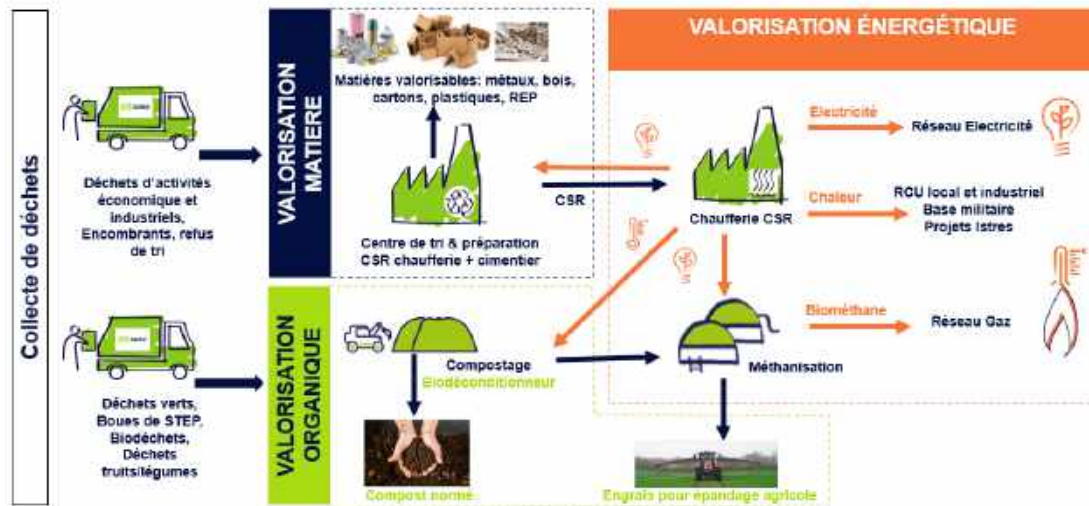 VALORISATION ÉNERGÉTIQUE
Collecte de déchets
VALORISATION
MATIERE
Matières valorisables: métaux, bois,
cartons, plastiques, REP
Déchets d'activités
économique et
industriels,
Encombrants, refus
de tri
CSR
Centre de tri & préparation
CSR chaufferie + cimentier
Chaufferie CSR
Electricité
Réseau Electricité
Chaleur
RCU local et industriel
Base militaire
Projets Istres
Biométhane
Réseau Gaz
VALORISATION
ORGANIQUE
Déchets verts,
Boues de STEP,
Biodéchets,
Déchets
fruits/légumes
Compostage
Biodéconditionneur
Méthanisation
Compost normé
Engrais pour épandage agricole